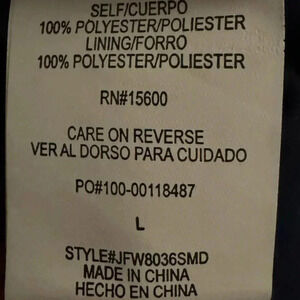 SELF/CUERPO
100% POLYESTER/POLIESTER
LINING/FORRO
100% POLYESTER/POLIESTER
RN#15600
CARE ON REVERSE
VER AL DORSO PARA CUIDADO
PO#100-00118487
L
STYLE#JFW8036SMD
MADE IN CHINA
HECHO EN CHINA